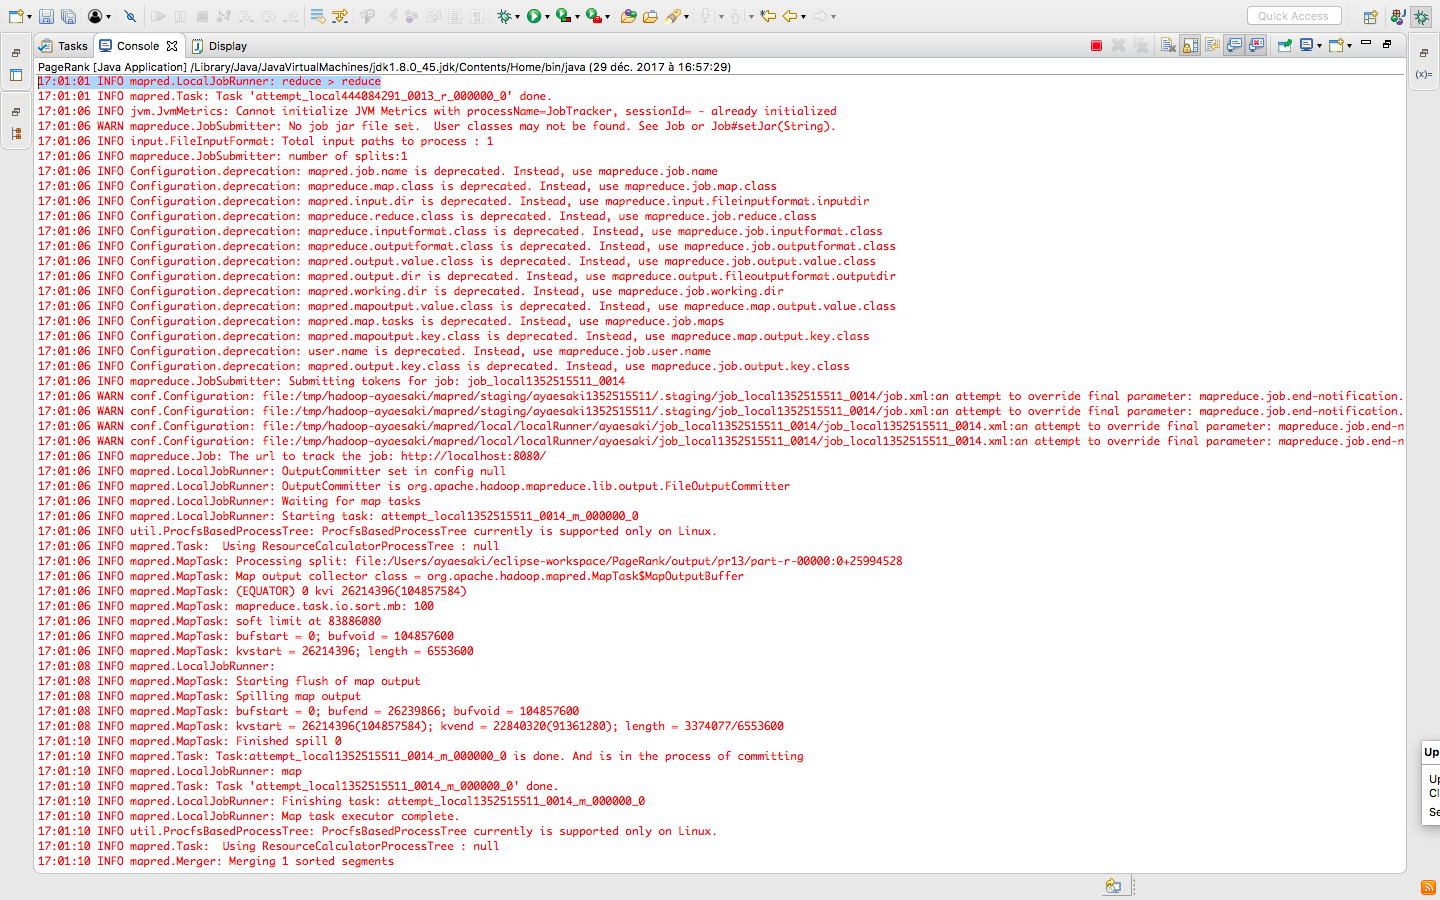 Quick Access
Tasks
Console
Display
PageRank [Java Application] /Library/Java/JavaVirtualMachines/jdk1.8.0_45.jdk/Contents/Home/bin/java (29 déc. 2017 à 16:57:29)
17:01:01 INFO mapred.LocalJobRunner: reduce > reduce
17:01:01 INFO mapred.Task: Task 'attempt_local444084291_0013_r_000000_0' done.
17:01:06 INFO jvm.JvmMetrics: Cannot initialize JVM Metrics with processName=JobTracker, sessionId= - already initialized
17:01:06 WARN mapreduce.JobSubmitter: No job jar file set.  User classes may not be found. See Job or Job#setJar(String).
17:01:06 INFO input.FileInputFormat: Total input paths to process : 1
17:01:06 INFO mapreduce.JobSubmitter: number of splits:1
17:01:06 INFO Configuration.deprecation: mapred.job.name is deprecated. Instead, use mapreduce.job.name
17:01:06 INFO Configuration.deprecation: mapreduce.map.class is deprecated. Instead, use mapreduce.job.map.class
17:01:06 INFO Configuration.deprecation: mapred.input.dir is deprecated. Instead, use mapreduce.input.fileinputformat.inputdir
17:01:06 INFO Configuration.deprecation: mapreduce.reduce.class is deprecated. Instead, use mapreduce.job.reduce.class
17:01:06 INFO Configuration.deprecation: mapreduce.inputformat.class is deprecated. Instead, use mapreduce.job.inputformat.class
17:01:06 INFO Configuration.deprecation: mapreduce.outputformat.class is deprecated. Instead, use mapreduce.job.outputformat.class
17:01:06 INFO Configuration.deprecation: mapred.output.value.class is deprecated. Instead, use mapreduce.job.output.value.class
17:01:06 INFO Configuration.deprecation: mapred.output.dir is deprecated. Instead, use mapreduce.output.fileoutputformat.outputdir
17:01:06 INFO Configuration.deprecation: mapred.working.dir is deprecated. Instead, use mapreduce.job.working.dir
17:01:06 INFO Configuration.deprecation: mapred.mapoutput.value.class is deprecated. Instead, use mapreduce.map.output.value.class
17:01:06 INFO Configuration.deprecation: mapred.map.tasks is deprecated. Instead, use mapreduce.job.maps
17:01:06 INFO Configuration.deprecation: mapred.mapoutput.key.class is deprecated. Instead, use mapreduce.map.output.key.class
17:01:06 INFO Configuration.deprecation: user.name is deprecated. Instead, use mapreduce.job.user.name
17:01:06 INFO Configuration.deprecation: mapred.output.key.class is deprecated. Instead, use mapreduce.job.output.key.class
17:01:06 INFO mapreduce.JobSubmitter: Submitting tokens for job: job_local1352515511_0014
17:01:06 WARN conf.Configuration: file:/tmp/hadoop-ayaesaki/mapred/staging/ayaesaki1352515511/.staging/job_local1352515511_0014/job.xml:an attempt to override final parameter: mapreduce.job.end-notification.
17:01:06 WARN conf.Configuration: file:/tmp/hadoop-ayaesaki/mapred/staging/ayaesaki1352515511/.staging/job_local1352515511_0014/job.xml:an attempt to override final parameter: mapreduce.job.end-notification.
17:01:06 WARN conf.Configuration: file:/tmp/hadoop-ayaesaki/mapred/local/localRunner/ayaesaki/job_local1352515511_0014/job_local1352515511_0014.xml:an attempt to override final parameter: mapreduce.job.end-n
17:01:06 WARN conf.Configuration: file:/tmp/hadoop-ayaesaki/mapred/local/localRunner/ayaesaki/job_local1352515511_0014/job_local1352515511_0014.xml:an attempt to override final parameter: mapreduce.job.end-n
17:01:06 INFO mapreduce.Job: The url to track the job: http://localhost:8080/
17:01:06 INFO mapred.LocalJobRunner: OutputCommitter set in config null
17:01:06 INFO mapred.LocalJobRunner: OutputCommitter is org.apache.hadoop.mapreduce.lib.output.FileOutputCommitter
17:01:06 INFO mapred.LocalJobRunner: Waiting for map tasks
17:01:06 INFO mapred.LocalJobRunner: Starting task: attempt_local1352515511_0014_m_000000_0
17:01:06 INFO util.ProcfsBasedProcessTree: ProcfsBasedProcessTree currently is supported only on Linux.
17:01:06 INFO mapred.Task:  Using ResourceCalculatorProcessTree : null
17:01:06 INFO mapred.MapTask: Processing split: file:/Users/ayaesaki/eclipse-workspace/PageRank/output/pr13/part-r-00000:0+25994528
17:01:06 INFO mapred.MapTask: Map output collector class = org.apache.hadoop.mapred.MapTask$MapOutputBuffer
17:01:06 INFO mapred.MapTask: (EQUATOR) 0 kvi 26214396(104857584)
17:01:06 INFO mapred.MapTask: mapreduce.task.io.sort.mb: 100
17:01:06 INFO mapred.MapTask: soft limit at 83886080
17:01:06 INFO mapred.MapTask: bufstart = 0; bufvoid = 104857600
17:01:06 INFO mapred.MapTask: kvstart = 26214396; length = 6553600
17:01:08 INFO mapred.LocalJobRunner:
17:01:08 INFO mapred.MapTask: Starting flush of map output
17:01:08 INFO mapred.MapTask: Spilling map output
17:01:08 INFO mapred.MapTask: bufstart = 0; bufend = 26239866; bufvoid = 104857600
17:01:08 INFO mapred.MapTask: kvstart = 26214396(104857584); kvend = 22840320(91361280); length = 3374077/6553600
17:01:10 INFO mapred.MapTask: Finished spill 0
17:01:10 INFO mapred.Task: Task:attempt_local1352515511_0014_m_000000_0 is done. And is in the process of committing
17:01:10 INFO mapred.LocalJobRunner: map
17:01:10 INFO mapred.Task: Task 'attempt_local1352515511_0014_m_000000_0' done.
17:01:10 INFO mapred.LocalJobRunner: Finishing task: attempt_local1352515511_0014_m_000000_0
17:01:10 INFO mapred.LocalJobRunner: Map task executor complete.
17:01:10 INFO util.ProcfsBasedProcessTree: ProcfsBasedProcessTree currently is supported only on Linux.
17:01:10 INFO mapred.Task:  Using ResourceCalculatorProcessTree : null
17:01:10 INFO mapred.Merger: Merging 1 sorted segments
(x)=
Up
Up
Cl
Se